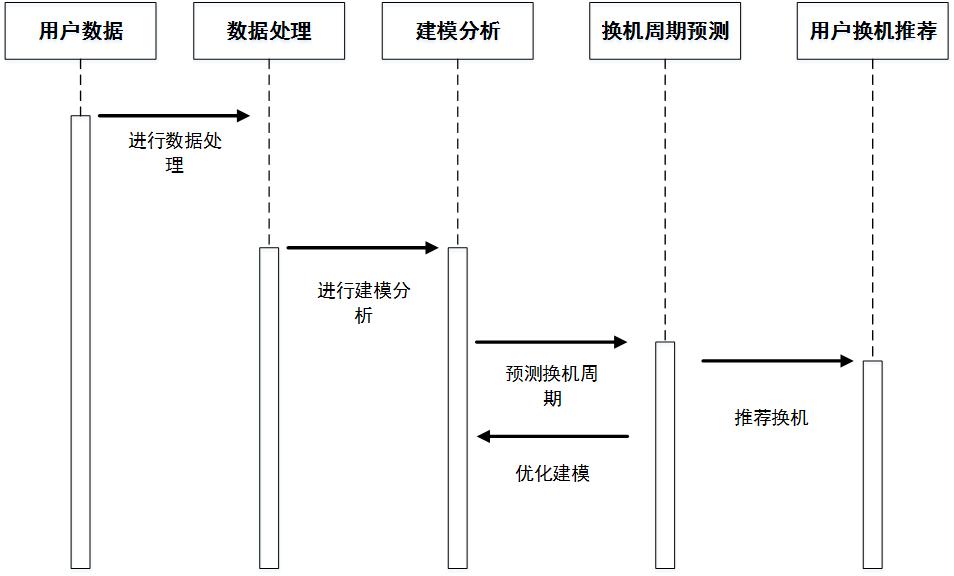 用户数据
数据处理
建模分析
换机周期预测
用户换机推荐
进行数据处
理
进行建模分
析
预测换机周
期
推荐换机
优化建模